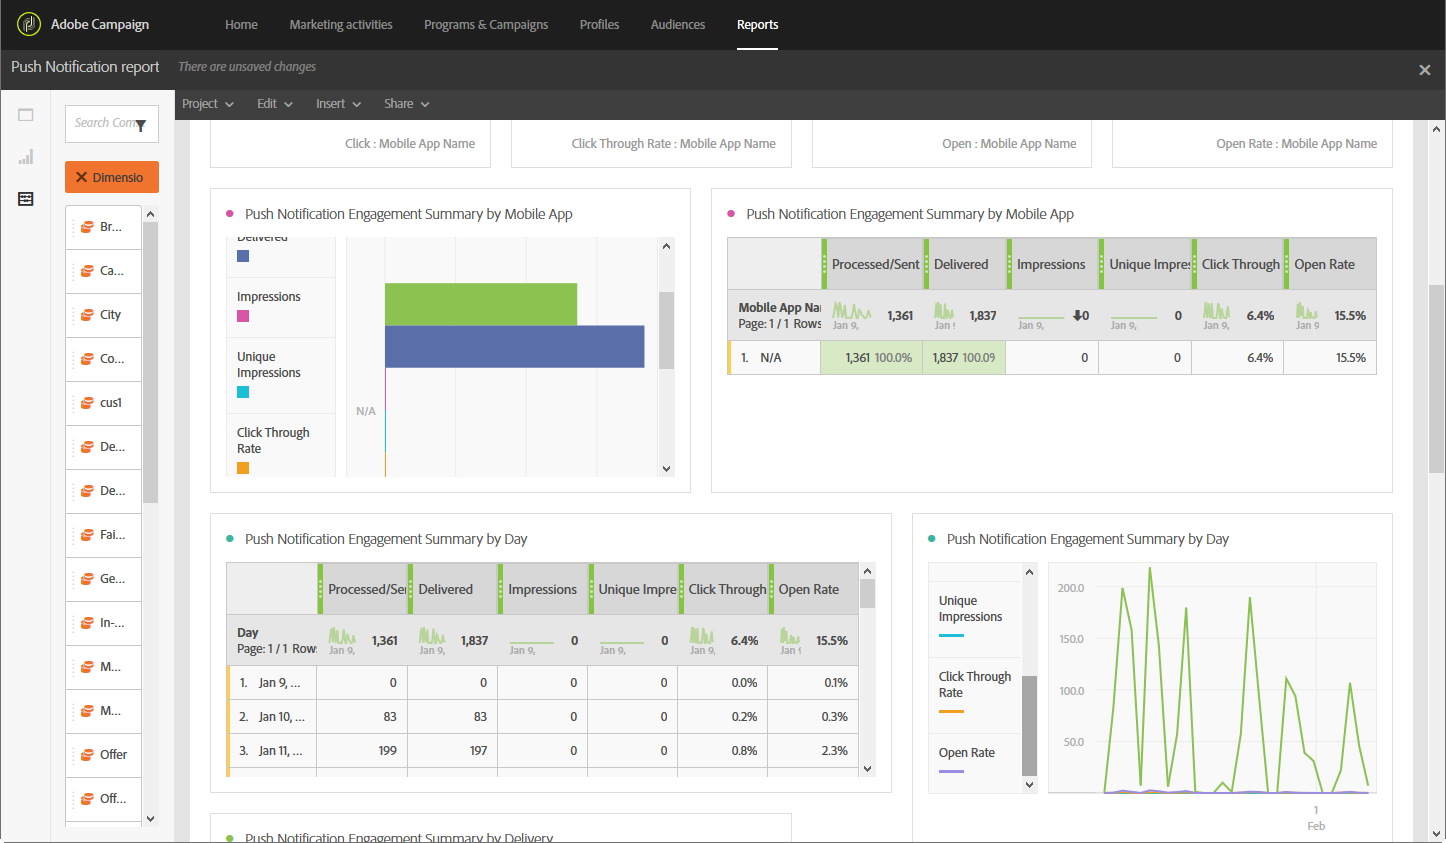 Adobe Campaign
Home
Marketing activities
Programs & Campaigns
Profiles
Audiences
Reports
Push Notification report
There are unsaved changes
Project
Edit
Insert
Share
Search Com
Dimensio
Br...
Ca...
City
Co...
cus1
De...
De...
Fai...
Ge...
In-...
M...
M...
Offer
Off...
Click : Mobile App Name
Click Through Rate : Mobile App Name
Open : Mobile App Name
Open Rate : Mobile App Name
Push Notification Engagement Summary by Mobile App
Delivered
Impressions
Unique
Impressions
Click Through
Rate
N/A
Push Notification Engagement Summary by Mobile App
Processed/Sent Delivered Impressions Unique Impres Click Through Open Rate
Mobile App Nar
Page: 1 / 1 Rows
Jan 9, 1,361 Jan 9 1,837 Jan 9, 0 Jan 9, 0 Jan 9, 6.4% Jan 9 15.5%
1. N/A 1,361 100.0% 1,837 100.09 0 0 6.4% 15.5%
Push Notification Engagement Summary by Day
Processed/Ser Delivered Impressions Unique Impre Click Through Open Rate
Day
Page: 1 / 1 Rows
Jan 9, 1,361 Jan 9, 1,837 Jan 9, 0 Jan 9, 0 Jan 9, 6.4% Jan 9 15.5%
1. Jan 9, ... 0 0 0 0 0.0% 0.1%
2. Jan 10, ... 83 83 0 0 0.2% 0.3%
3. Jan 11, ... 199 197 0 0 0.8% 2.3%
Push Notification Engagement Summary by Day
Unique
Impressions
Click Through
Rate
Open Rate
200.0
150.0
100.0
50.0
1
Feb
Push Notification Engagement Summary by Delivery